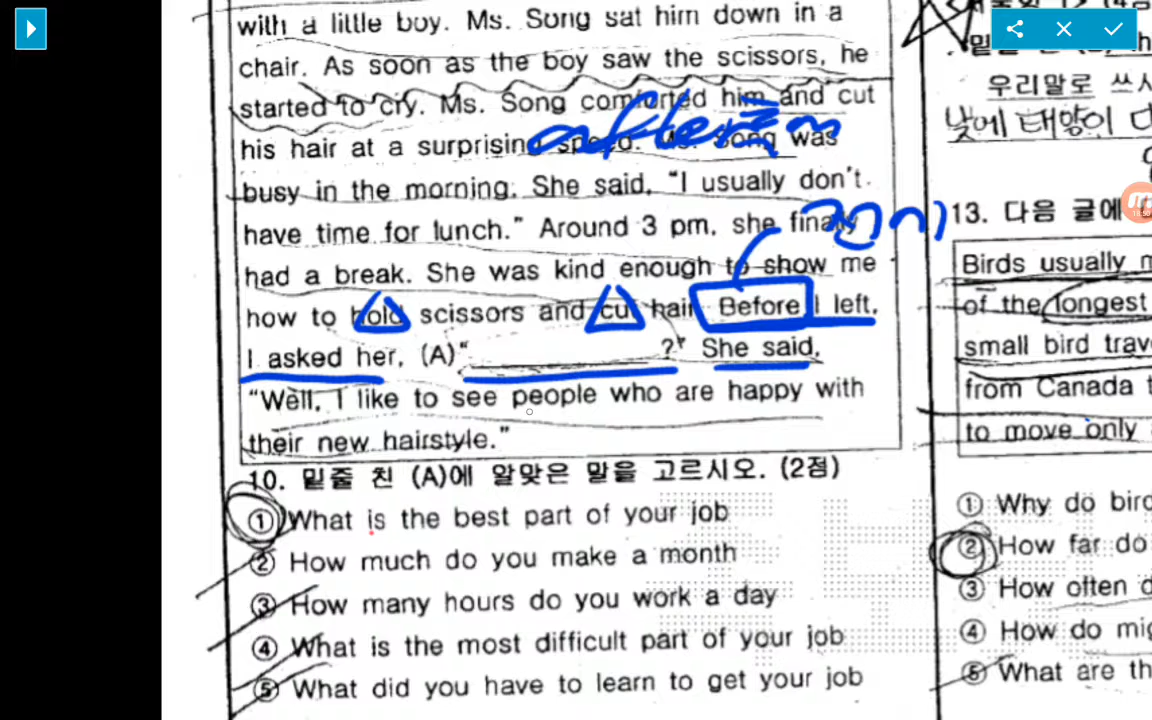 with a little boy. Ms. Song sat him down in a
chair. As soon as the boy saw the scissors, he
started to cry. Ms. Song comforted him and cut
his hair at a surprising speed. Ms. Song was
busy in the morning. She said, "I usually don't
have time for lunch." Around 3 pm, she finally
had a break. She was kind enough to show me
how to hold scissors and cut hair. Before I left,
I asked her, (A)" ?" She said,
"Well, I like to see people who are happy with
their new hairstyle."
10. 밑줄 친 (A)에 알맞은 말을 고르시오. (2점)
① What is the best part of your job
② How much do you make a month
③ How many hours do you work a day
④ What is the most difficult part of your job
⑤ What did you have to learn to get your job
우리말로 쓰시
낮에 태양이
13. 다음 글에
Birds usually
of the longest
small bird
from Canada
to move only
① Why do
② How far do
③ How often
④ How do
⑤ What are